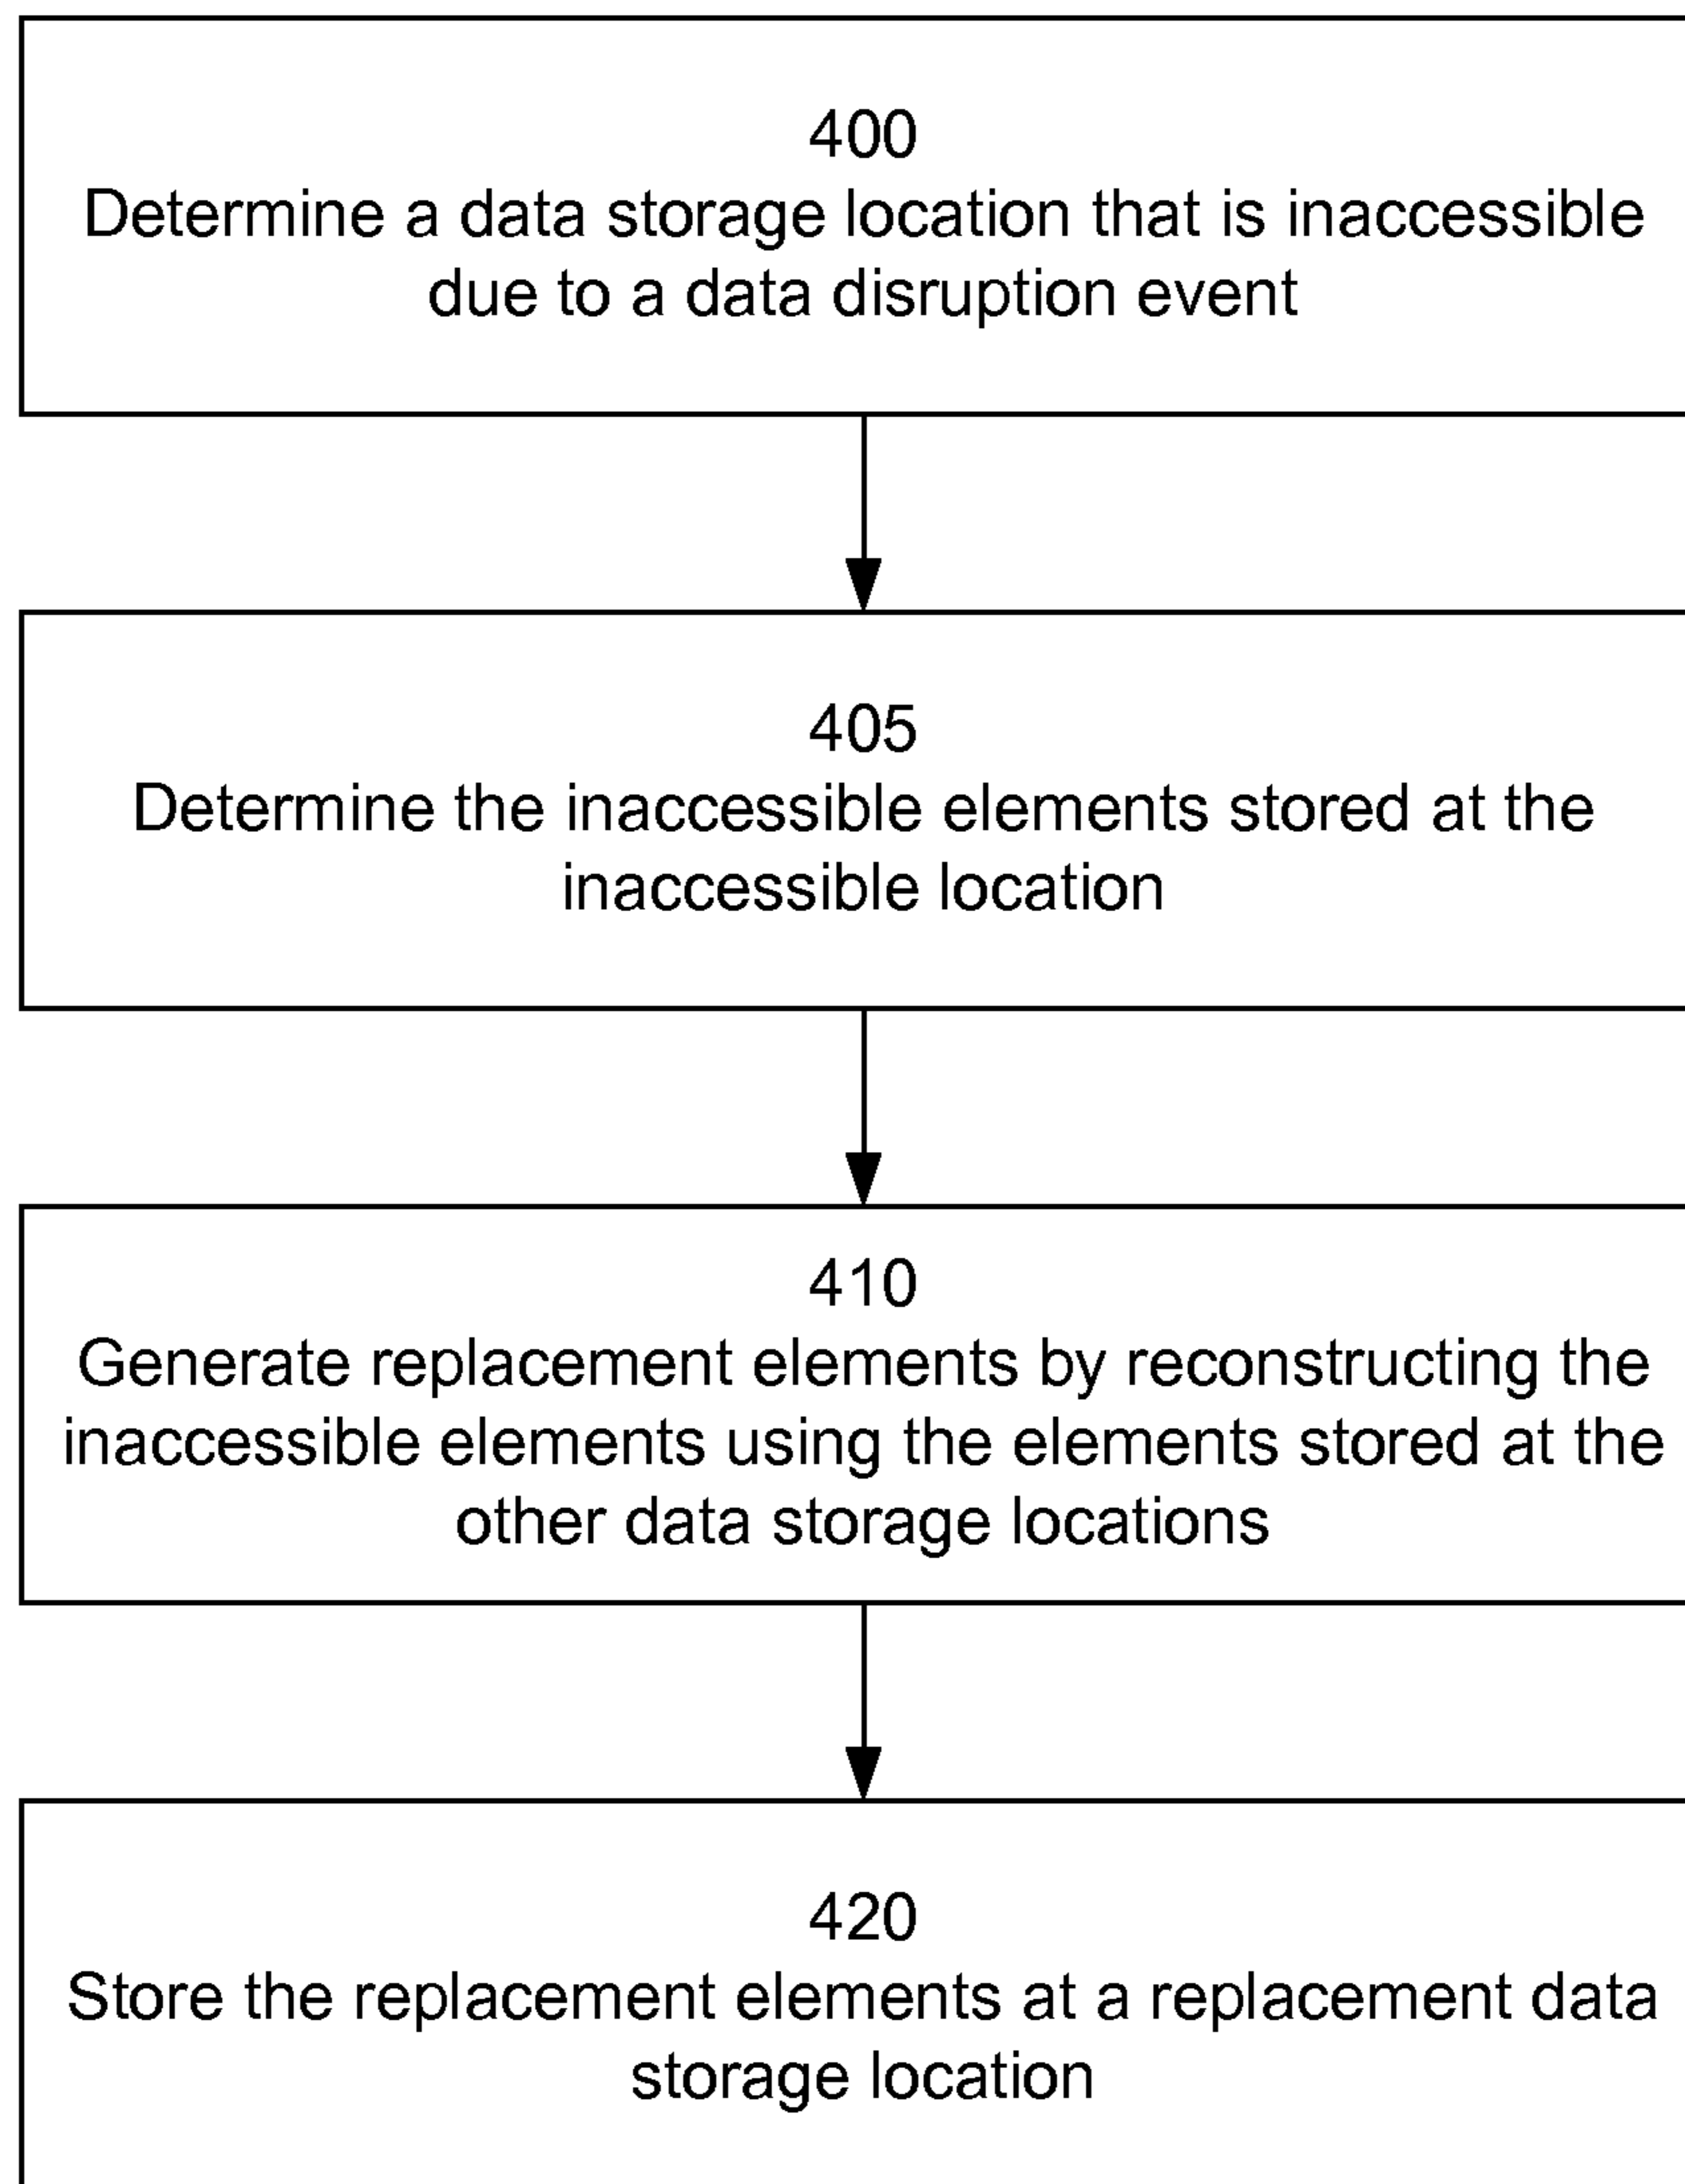 400
Determine a data storage location that is inaccessible
due to a data disruption event
405
Determine the inaccessible elements stored at the
inaccessible location
410
Generate replacement elements by reconstructing the
inaccessible elements using the elements stored at the
other data storage locations
420
Store the replacement elements at a replacement data
storage location